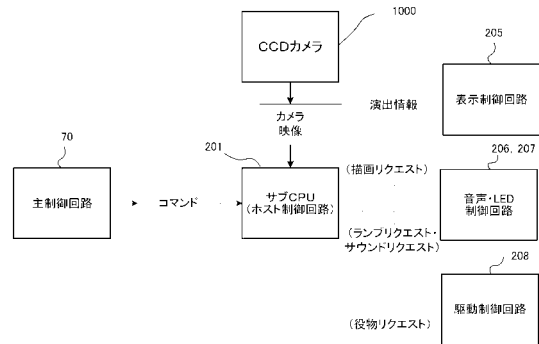 1000
CCDカメラ
205
演出情報
表示制御回路
カメラ
映像
70
201
206, 207
(描画リクエスト)
主制御回路
コマンド
サブCPU
(ホスト制御回路)
音声・LED
制御回路
(ランプリクエスト・
サウンドリクエスト)
208
(役物リクエスト)
駆動制御回路